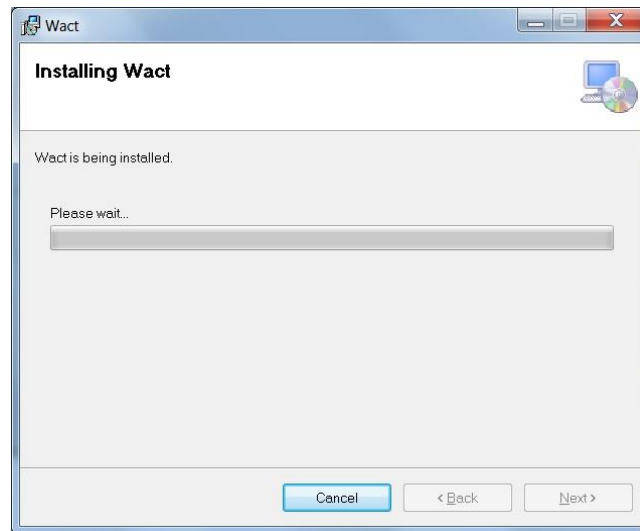 Wact
Installing Wact
Wact is being installed.
Please wait...
Cancel
< Back
Next >